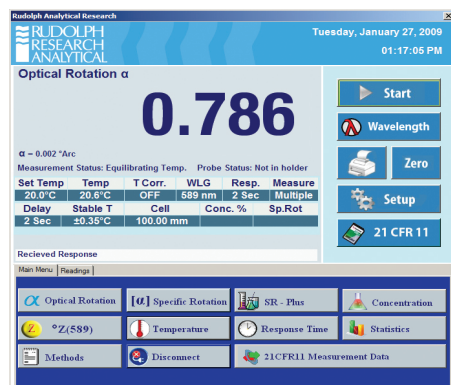 Rudolph Analytical Research
RUDOLPH
RESEARCH
ANALYTICAL
Tuesday, January 27, 2009
01:17:05 PM
Optical Rotation α
0.786
α = 0.002 °Arc
Measurement Status: Equilibrating Temp. Probe Status: Not in holder
Set Temp Temp T Corr. WLG Resp. Measure
20.0°C 20.6°C OFF 589 nm 2 Sec Multiple
Delay Stable T Cell Conc. % Sp.Rot
2 Sec ±0.35°C 100.00 mm
Recieved Response
Start
Wavelength
Zero
Setup
21 CFR 11
Main Menu Readings
α Optical Rotation [α] Specific Rotation SR - Plus Concentration
Z °Z(589) Temperature Response Time Statistics
Methods Disconnect 21CFR11 Measurement Data